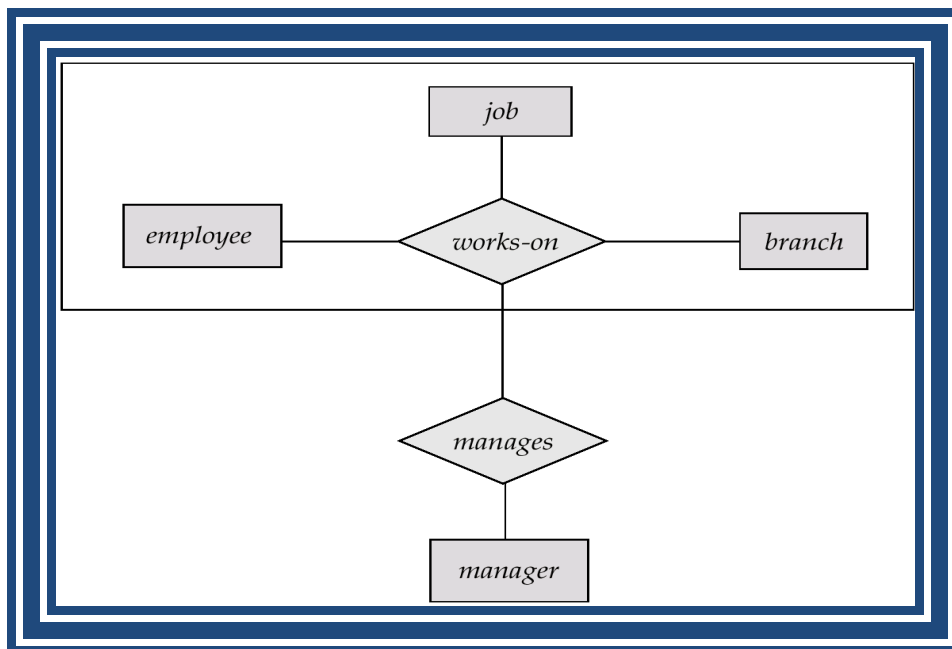 job
employee
works-on
branch
manages
manager